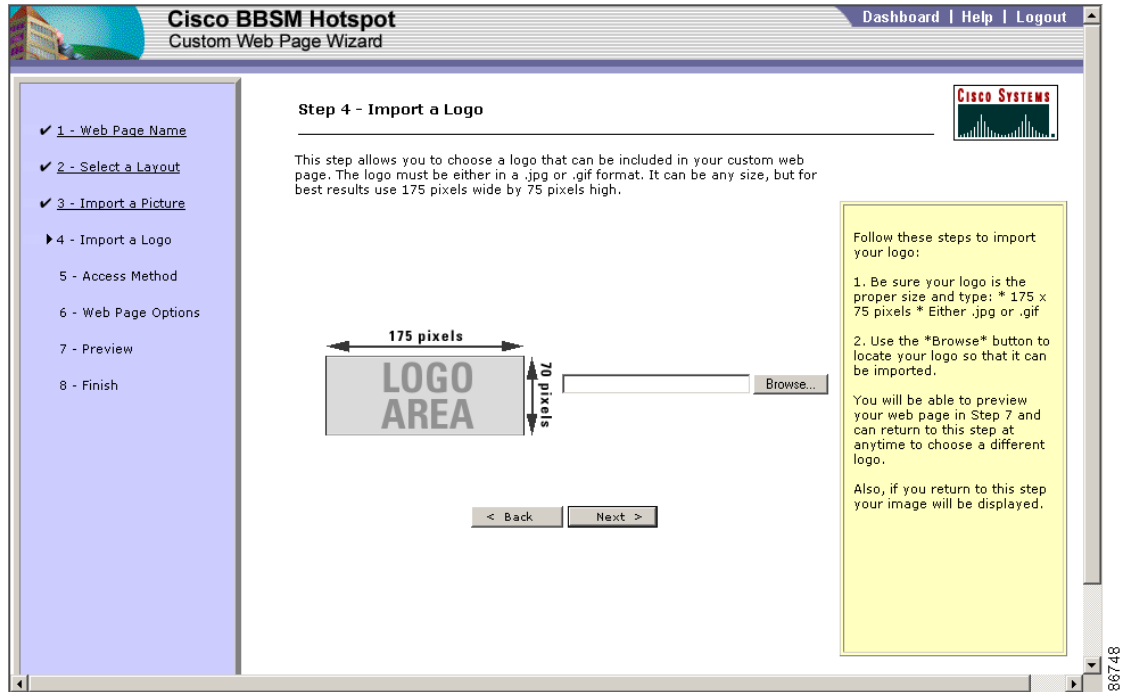 Cisco BBSM Hotspot
Custom Web Page Wizard
Dashboard | Help | Logout
✔ 1 - Web Page Name
✔ 2 - Select a Layout
✔ 3 - Import a Picture
4 - Import a Logo
5 - Access Method
6 - Web Page Options
7 - Preview
8 - Finish
Step 4 - Import a Logo
CISCO SYSTEMS
This step allows you to choose a logo that can be included in your custom web
page. The logo must be either in a .jpg or .gif format. It can be any size, but for
best results use 175 pixels wide by 75 pixels high.
175 pixels
LOGO
AREA
70 pixels
Browse...
< Back
Next >
Follow these steps to import
your logo:
1. Be sure your logo is the
proper size and type: * 175 x
75 pixels * Either .jpg or .gif
2. Use the *Browse* button to
locate your logo so that it can
be imported.
You will be able to preview
your web page in Step 7 and
can return to this step at
anytime to choose a different
logo.
Also, if you return to this step
your image will be displayed.
86748